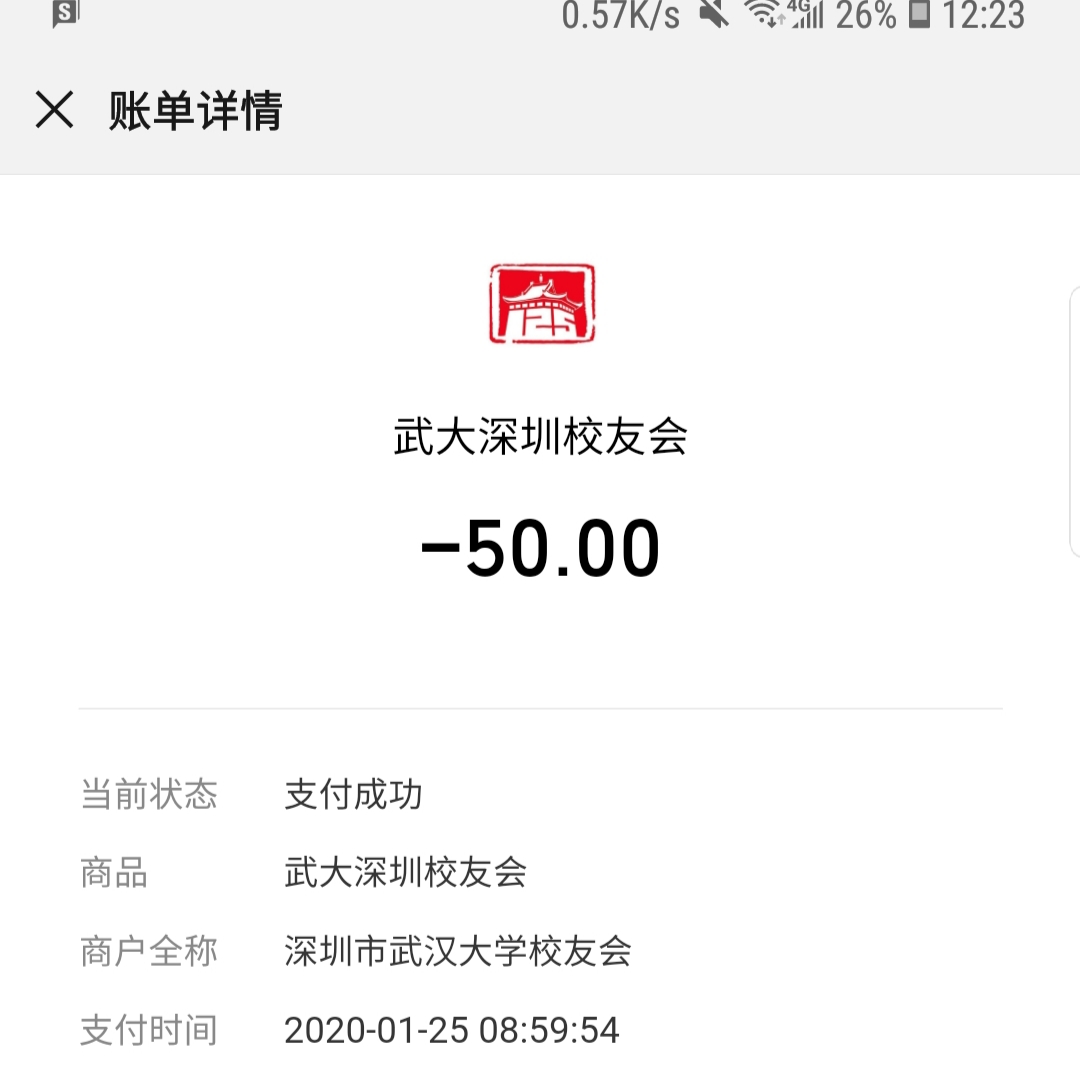 0.57K/s 4G 26% 12:23
账单详情
武大深圳校友会
-50.00
当前状态 支付成功
商品 武大深圳校友会
商户全称 深圳市武汉大学校友会
支付时间 2020-01-25 08:59:54